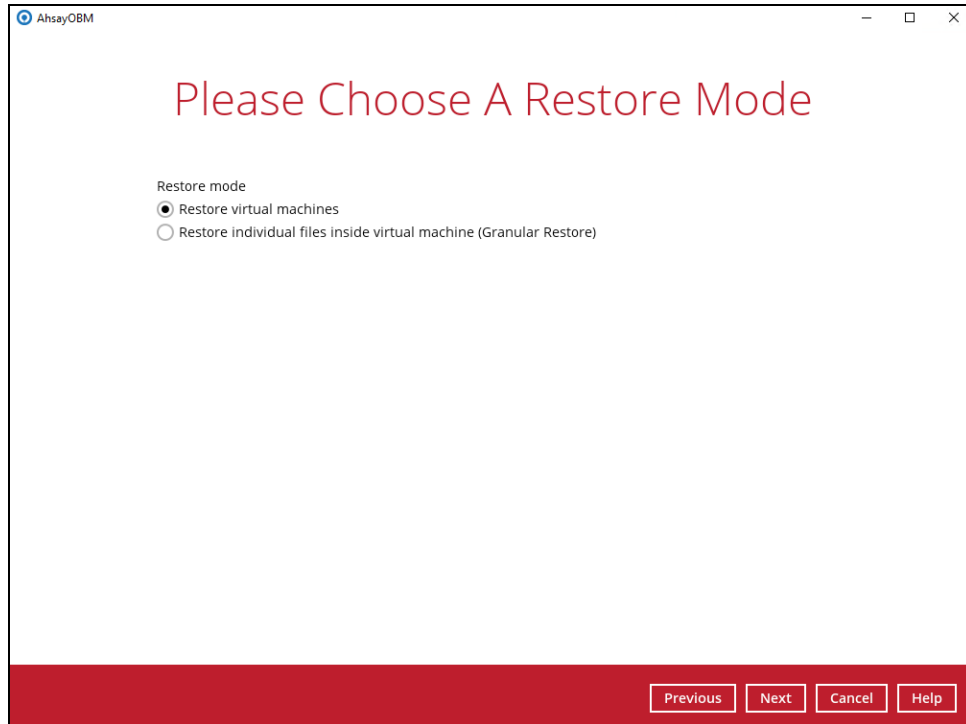 AhsayOBM
Please Choose A Restore Mode
Restore mode
Restore virtual machines
Restore individual files inside virtual machine (Granular Restore)
Previous Next Cancel Help